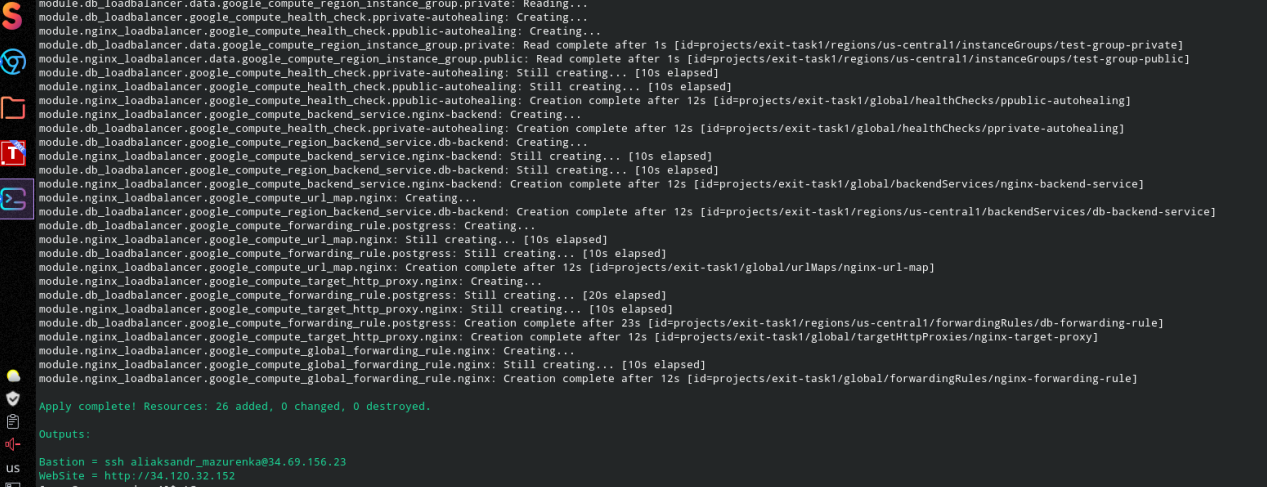 module.db_loadbalancer.data.google_compute_region_instance_group.private: Reading...
module.db_loadbalancer.google_compute_health_check.pprivate-autohealing: Creating...
module.nginx_loadbalancer.google_compute_health_check.ppublic-autohealing: Creating...
module.db_loadbalancer.data.google_compute_region_instance_group.private: Read complete after 1s [id=projects/exit-task1/regions/us-central1/instanceGroups/test-group-private]
module.nginx_loadbalancer.data.google_compute_region_instance_group.public: Read complete after 1s [id=projects/exit-task1/regions/us-central1/instanceGroups/test-group-public]
module.db_loadbalancer.google_compute_health_check.pprivate-autohealing: Still creating... [10s elapsed]
module.nginx_loadbalancer.google_compute_health_check.ppublic-autohealing: Still creating... [10s elapsed]
module.nginx_loadbalancer.google_compute_health_check.ppublic-autohealing: Creation complete after 12s [id=projects/exit-task1/global/healthChecks/ppublic-autohealing]
module.nginx_loadbalancer.google_compute_backend_service.nginx-backend: Creating...
module.db_loadbalancer.google_compute_health_check.pprivate-autohealing: Creation complete after 12s [id=projects/exit-task1/global/healthChecks/pprivate-autohealing]
module.db_loadbalancer.google_compute_region_backend_service.db-backend: Creating...
module.nginx_loadbalancer.google_compute_backend_service.nginx-backend: Still creating... [10s elapsed]
module.db_loadbalancer.google_compute_region_backend_service.db-backend: Still creating... [10s elapsed]
module.nginx_loadbalancer.google_compute_backend_service.nginx-backend: Creation complete after 12s [id=projects/exit-task1/global/backendServices/nginx-backend-service]
module.nginx_loadbalancer.google_compute_url_map.nginx: Creating...
module.db_loadbalancer.google_compute_region_backend_service.db-backend: Creation complete after 12s [id=projects/exit-task1/regions/us-central1/backendServices/db-backend-service]
module.db_loadbalancer.google_compute_forwarding_rule.postgress: Creating...
module.nginx_loadbalancer.google_compute_url_map.nginx: Still creating... [10s elapsed]
module.db_loadbalancer.google_compute_forwarding_rule.postgress: Still creating... [10s elapsed]
module.nginx_loadbalancer.google_compute_url_map.nginx: Creation complete after 12s [id=projects/exit-task1/global/urlMaps/nginx-url-map]
module.nginx_loadbalancer.google_compute_target_http_proxy.nginx: Creating...
module.db_loadbalancer.google_compute_forwarding_rule.postgress: Still creating... [20s elapsed]
module.nginx_loadbalancer.google_compute_target_http_proxy.nginx: Still creating... [10s elapsed]
module.db_loadbalancer.google_compute_forwarding_rule.postgress: Creation complete after 23s [id=projects/exit-task1/regions/us-central1/forwardingRules/db-forwarding-rule]
module.nginx_loadbalancer.google_compute_target_http_proxy.nginx: Creation complete after 12s [id=projects/exit-task1/global/targetHttpProxies/nginx-target-proxy]
module.nginx_loadbalancer.google_compute_global_forwarding_rule.nginx: Creating...
module.nginx_loadbalancer.google_compute_global_forwarding_rule.nginx: Still creating... [10s elapsed]
module.nginx_loadbalancer.google_compute_global_forwarding_rule.nginx: Creation complete after 12s [id=projects/exit-task1/global/forwardingRules/nginx-forwarding-rule]
Apply complete! Resources: 26 added, 0 changed, 0 destroyed.
Outputs:
Bastion = ssh aliaksandr_mazurenka@34.69.156.23
WebSite = http://34.120.32.152
us